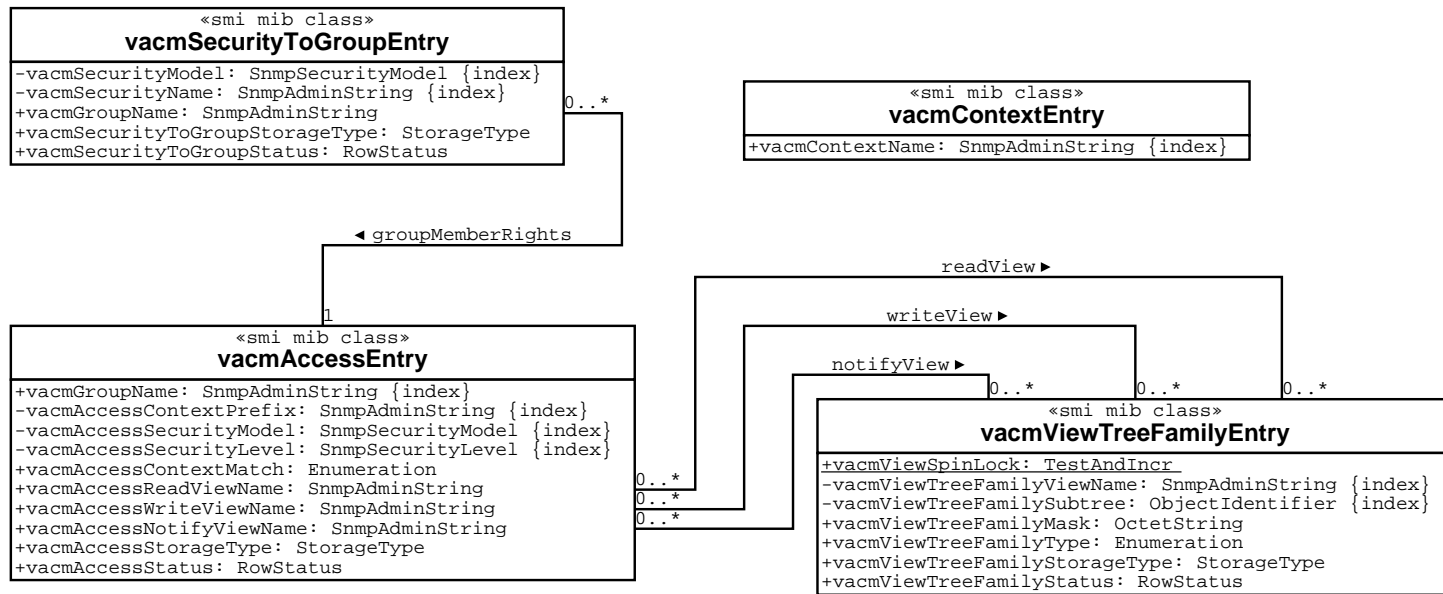 «smi mib class»
vacmSecurityToGroupEntry
-vacmSecurityModel: SnmpSecurityModel {index}
-vacmSecurityName: SnmpAdminString {index}
+vacmGroupName: SnmpAdminString
+vacmSecurityToGroupStorageType: StorageType
+vacmSecurityToGroupStatus: RowStatus
0..*
«smi mib class»
vacmContextEntry
+vacmContextName: SnmpAdminString {index}
◄ groupMemberRights
1
readView ►
writeView ►
notifyView ►
«smi mib class»
vacmAccessEntry
+vacmGroupName: SnmpAdminString {index}
-vacmAccessContextPrefix: SnmpAdminString {index}
-vacmAccessSecurityModel: SnmpSecurityModel {index}
-vacmAccessSecurityLevel: SnmpSecurityLevel {index}
+vacmAccessContextMatch: Enumeration
+vacmAccessReadViewName: SnmpAdminString
+vacmAccessWriteViewName: SnmpAdminString
+vacmAccessNotifyViewName: SnmpAdminString
+vacmAccessStorageType: StorageType
+vacmAccessStatus: RowStatus
0..*
0..*
0..*
0..*
0..*
0..*
«smi mib class»
vacmViewTreeFamilyEntry
+vacmViewSpinLock: TestAndIncr
-vacmViewTreeFamilyViewName: SnmpAdminString {index}
-vacmViewTreeFamilySubtree: ObjectIdentifier {index}
+vacmViewTreeFamilyMask: OctetString
+vacmViewTreeFamilyType: Enumeration
+vacmViewTreeFamilyStorageType: StorageType
+vacmViewTreeFamilyStatus: RowStatus